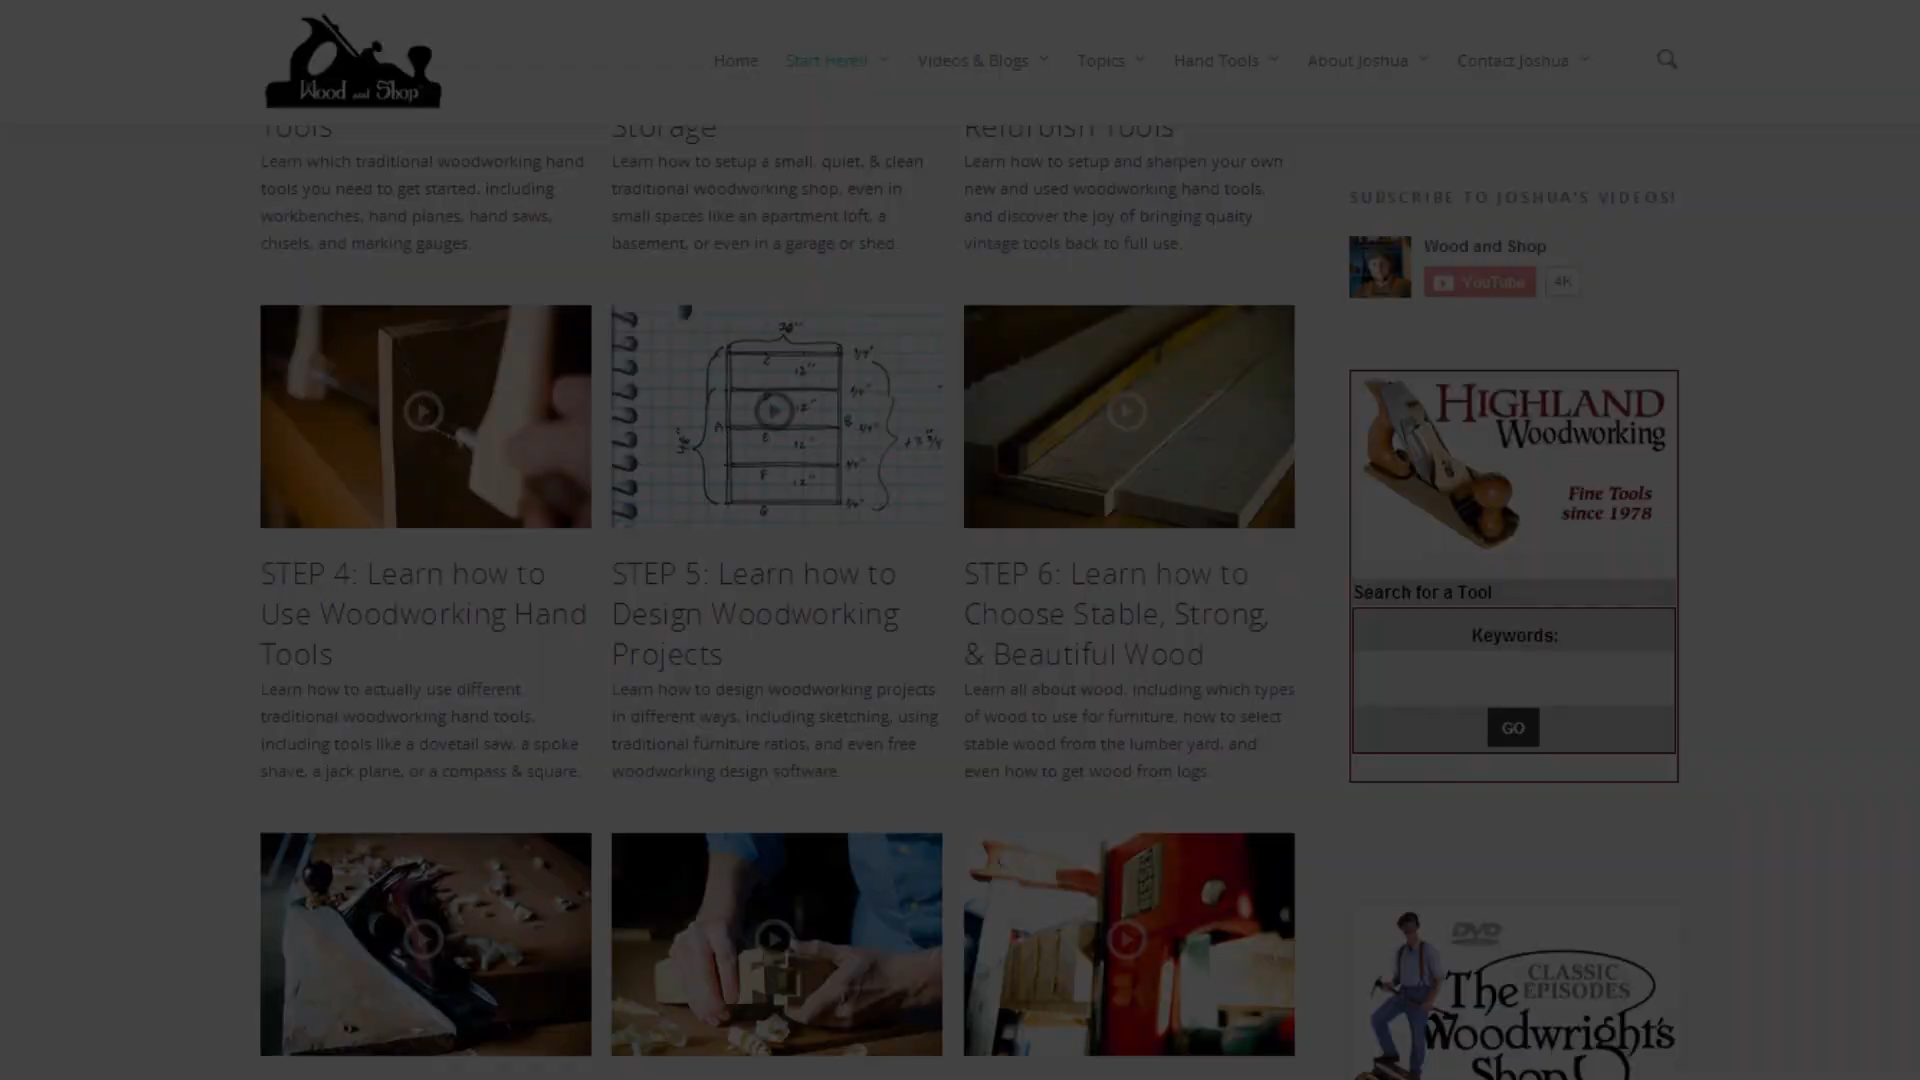 Wood and Shop
Home Start Here!! Videos & Blogs Topics Hand Tools About Joshua Contact Joshua
Tools
Learn which traditional woodworking hand
tools you need to get started, including
workbenches, hand planes, hand saws,
chisels, and marking gauges.
Storage
Learn how to setup a small, quiet, & clean
traditional woodworking shop, even in
small spaces like an apartment loft, a
basement, or even in a garage or shed.
Refurbish Tools
Learn how to setup and sharpen your own
new and used woodworking hand tools,
and discover the joy of bringing quaity
vintage tools back to full use.
STEP 4: Learn how to
Use Woodworking Hand
Tools
Learn how to actually use different
traditional woodworking hand tools,
including tools like a dovetail saw, a spoke
shave, a jack plane, or a compass & square.
12"
12"
12"
12"
A
B
F
G
STEP 5: Learn how to
Design Woodworking
Projects
Learn how to design woodworking projects
in different ways, including sketching, using
traditional furniture ratios, and even free
woodworking design software.
STEP 6: Learn how to
Choose Stable, Strong,
& Beautiful Wood
Learn all about wood, including which types
of wood to use for furniture, how to select
stable wood from the lumber yard, and
even how to get wood from logs.
SUBSCRIBE TO JOSHUA'S VIDEOS!
Wood and Shop
YouTube 4K
HIGHLAND
Woodworking
Fine Tools
since 1978
Search for a Tool
Keywords:
GO
DVD
CLASSIC
EPISODES
The
Woodwright's
Shop